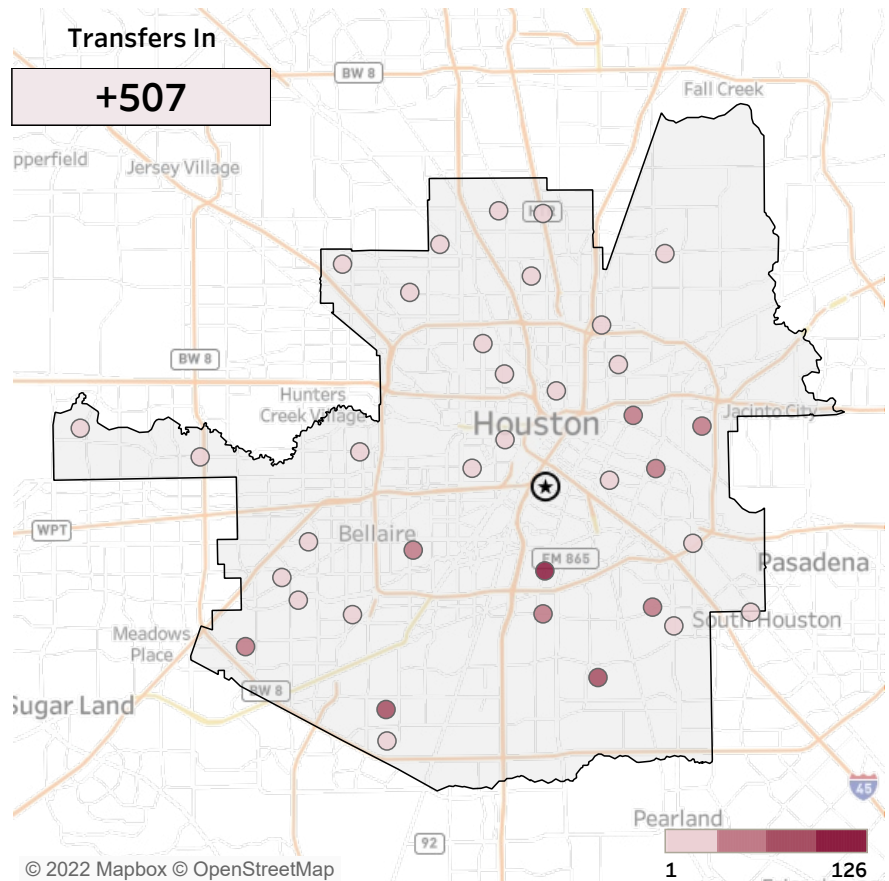 Transfers In
+507
BW 8
Fall Creek
pperfield
Jersey Village
BW 8
Hunters
Creek Village
Jacinto City
Houston
WPT
Bellaire
FM 865
Pasadena
South Houston
Meadows
Place
BW 8
Sugar Land
45
Pearland
92
1
126
© 2022 Mapbox © OpenStreetMap